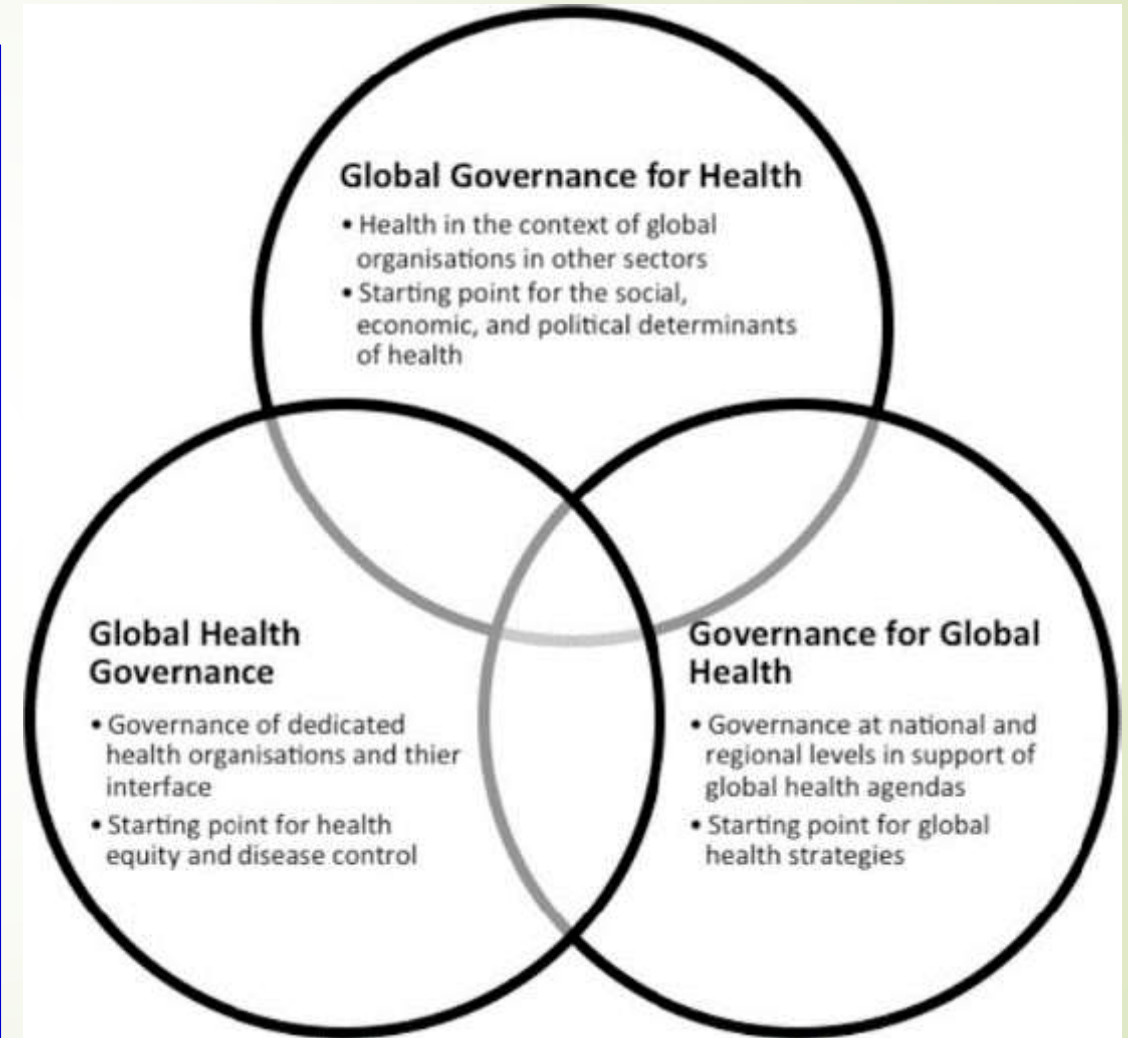 Global Governance for Health
• Health in the context of global
organisations in other sectors
• Starting point for the social,
economic, and political determinants
of health
Global Health
Governance
• Governance of dedicated
health organisations and thier
interface
• Starting point for health
equity and disease control
Governance for Global
Health
• Governance at national and
regional levels in support of
global health agendas
• Starting point for global
health strategies